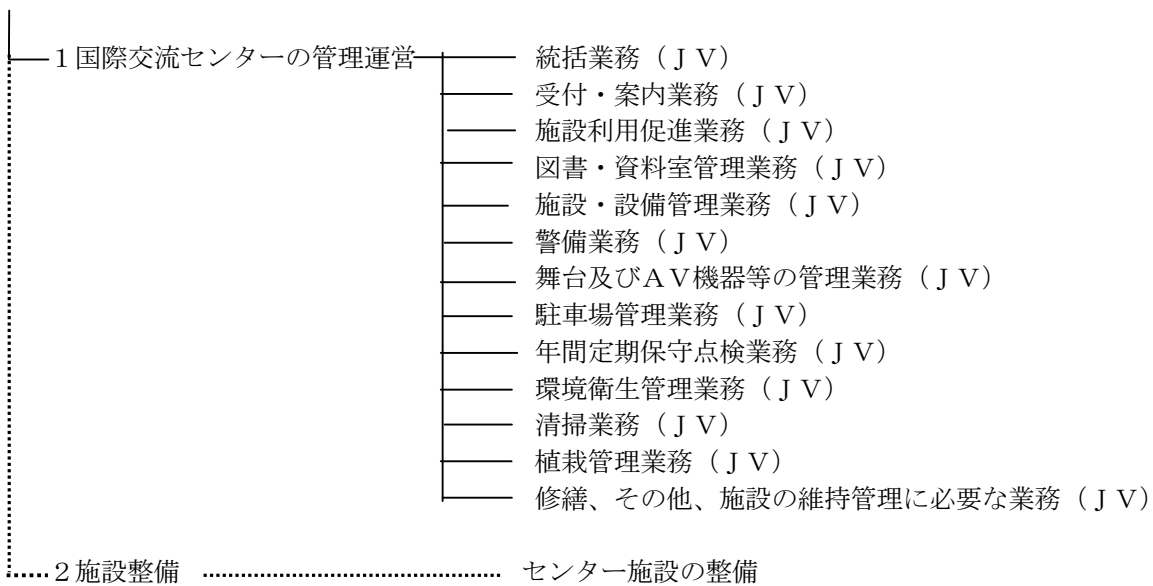 1国際交流センターの管理運営 統括業務（ＪＶ）
受付・案内業務（ＪＶ）
施設利用促進業務（ＪＶ）
図書・資料室管理業務（ＪＶ）
施設・設備管理業務（ＪＶ）
警備業務（ＪＶ）
舞台及びＡＶ機器等の管理業務（ＪＶ）
駐車場管理業務（ＪＶ）
年間定期保守点検業務（ＪＶ）
環境衛生管理業務（ＪＶ）
清掃業務（ＪＶ）
植栽管理業務（ＪＶ）
修繕、その他、施設の維持管理に必要な業務（ＪＶ）
２施設整備 センター施設の整備